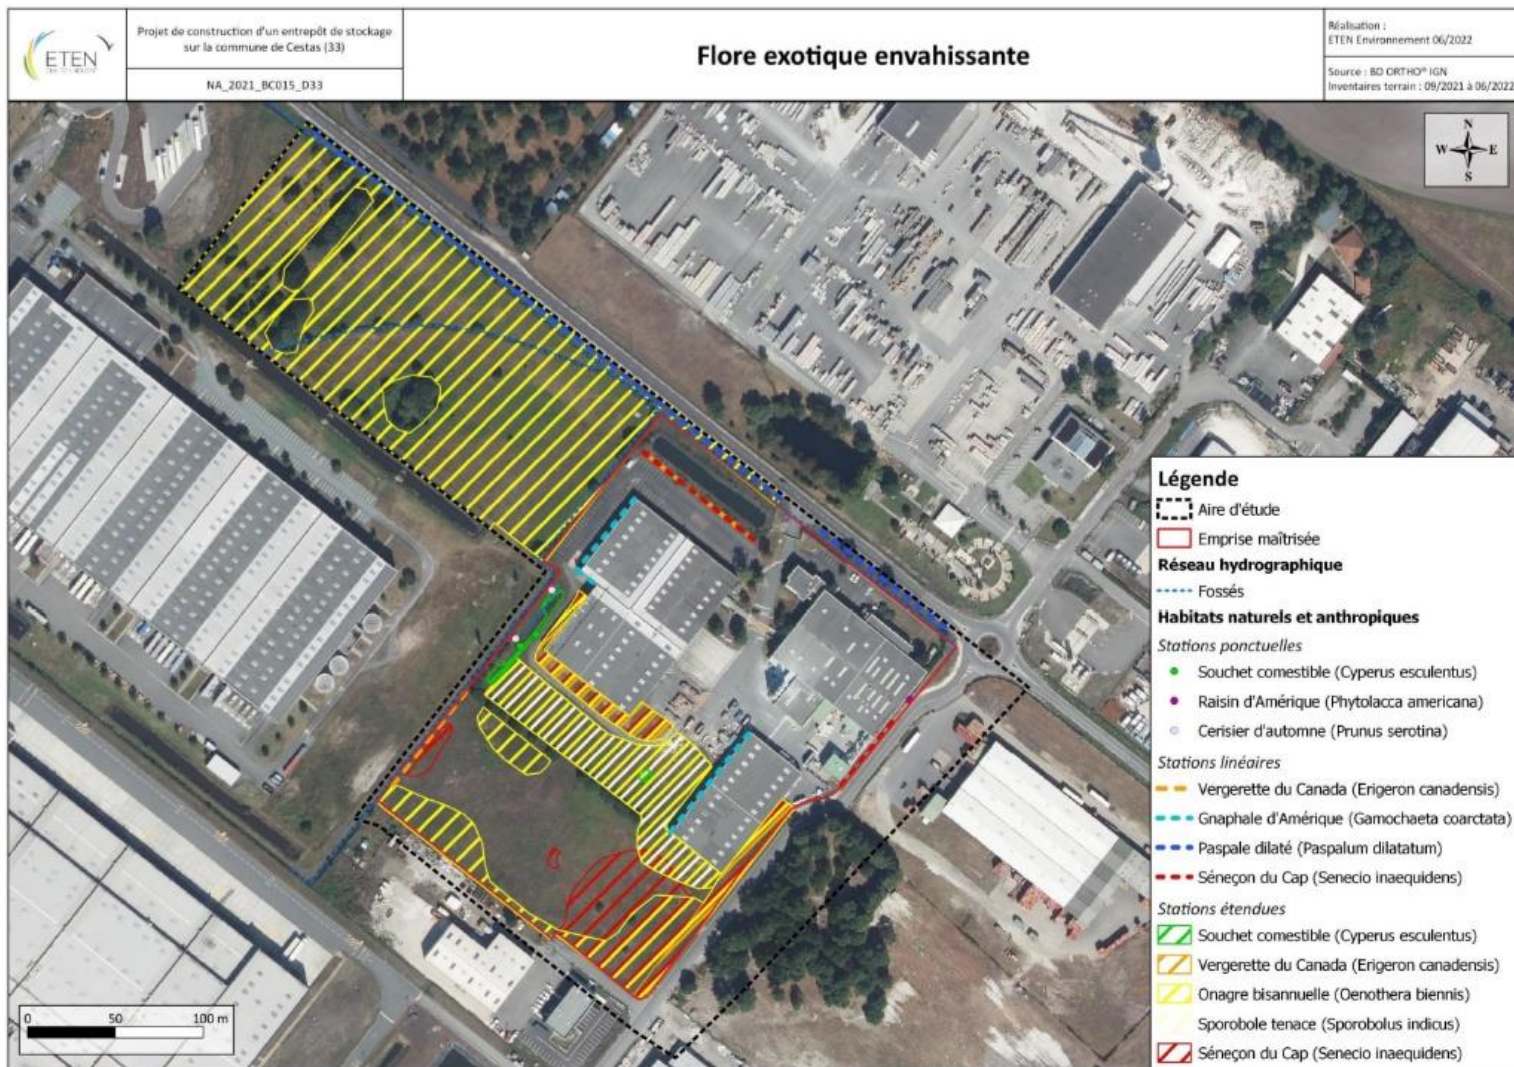 ETEN
Projet de construction d'un entrepôt de stockage
sur la commune de Cestas (33)
NA_2021_BC015_D33
Flore exotique envahissante
Réalisation :
ETEN Environnement 06/2022
Source : BD ORTHO® IGN
Inventaires terrain : 09/2021 à 06/2022
N
W E
S
Légende
Aire d'étude
Emprise maîtrisée
Réseau hydrographique
Fossés
Habitats naturels et anthropiques
Stations ponctuelles
Souchet comestible (Cyperus esculentus)
Raisin d'Amérique (Phytolacca americana)
Cerisier d'automne (Prunus serotina)
Stations linéaires
Vergerette du Canada (Erigeron canadensis)
Gnaphale d'Amérique (Gamochaeta coarctata)
Paspale dilaté (Paspalum dilatatum)
Séneçon du Cap (Senecio inaequidens)
Stations étendues
Souchet comestible (Cyperus esculentus)
Vergerette du Canada (Erigeron canadensis)
Onagre bisannuelle (Oenothera biennis)
Sporobole tenace (Sporobolus indicus)
Séneçon du Cap (Senecio inaequidens)
0 50 100 m